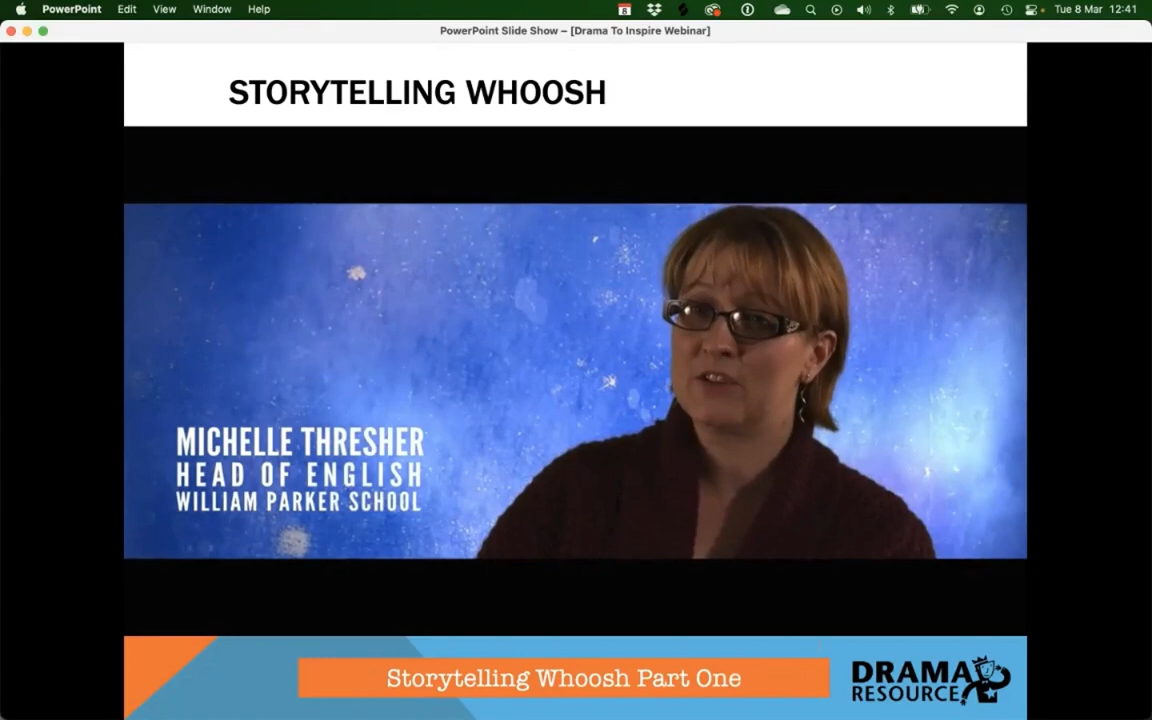 PowerPoint Edit View Window Help
8
Tue 8 Mar 12:41
PowerPoint Slide Show – [Drama To Inspire Webinar]
STORYTELLING WHOOSH
MICHELLE THRESHER
HEAD OF ENGLISH
WILLIAM PARKER SCHOOL
Storytelling Whoosh Part One
DRAMA
RESOURCE